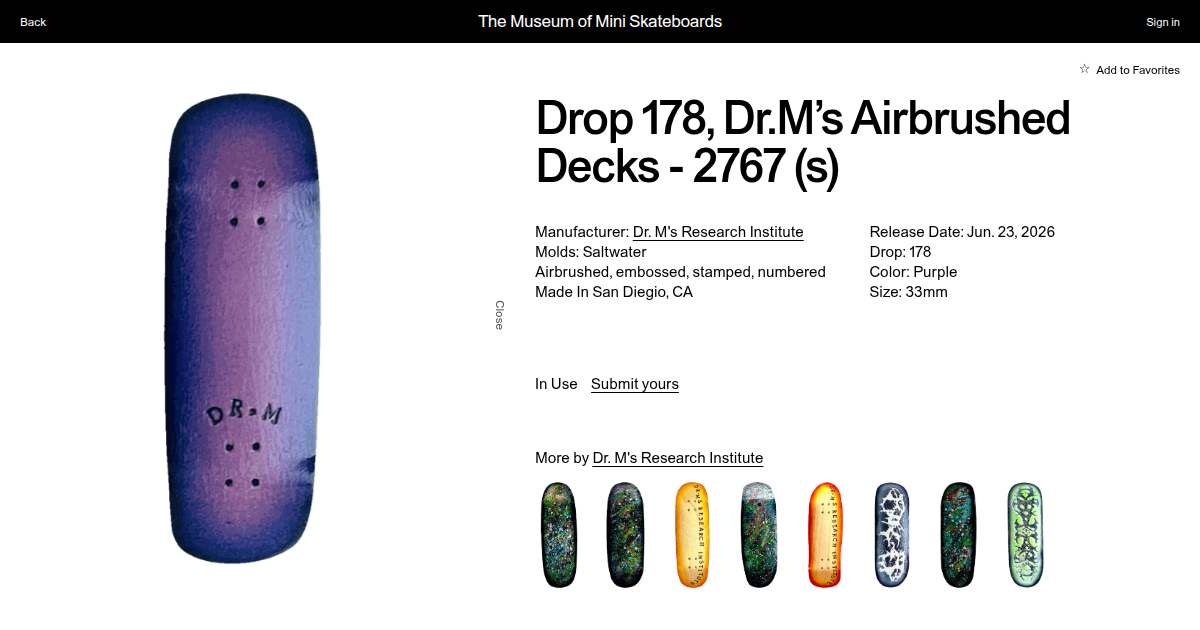 Back
The Museum of Mini Skateboards
Sign in
☆ Add to Favorites
Drop 178, Dr.M’s Airbrushed
Decks - 2767 (s)
Manufacturer: Dr. M's Research Institute
Molds: Saltwater
Airbrushed, embossed, stamped, numbered
Made In San Diegio, CA
Release Date: Jun. 23, 2026
Drop: 178
Color: Purple
Size: 33mm
Close
In Use Submit yours
More by Dr. M's Research Institute
DR•M